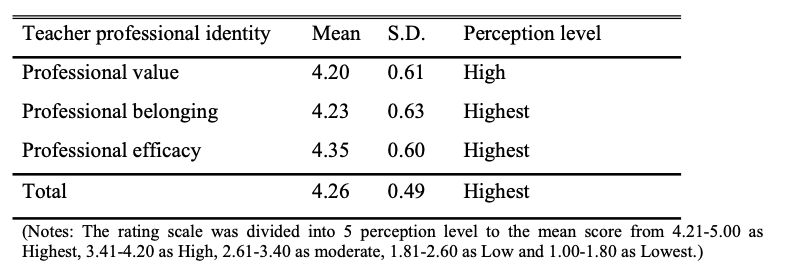 Teacher professional identity Mean S.D. Perception level
Professional value 4.20 0.61 High
Professional belonging 4.23 0.63 Highest
Professional efficacy 4.35 0.60 Highest
Total 4.26 0.49 Highest
(Notes: The rating scale was divided into 5 perception level to the mean score from 4.21-5.00 as
Highest, 3.41-4.20 as High, 2.61-3.40 as moderate, 1.81-2.60 as Low and 1.00-1.80 as Lowest.)